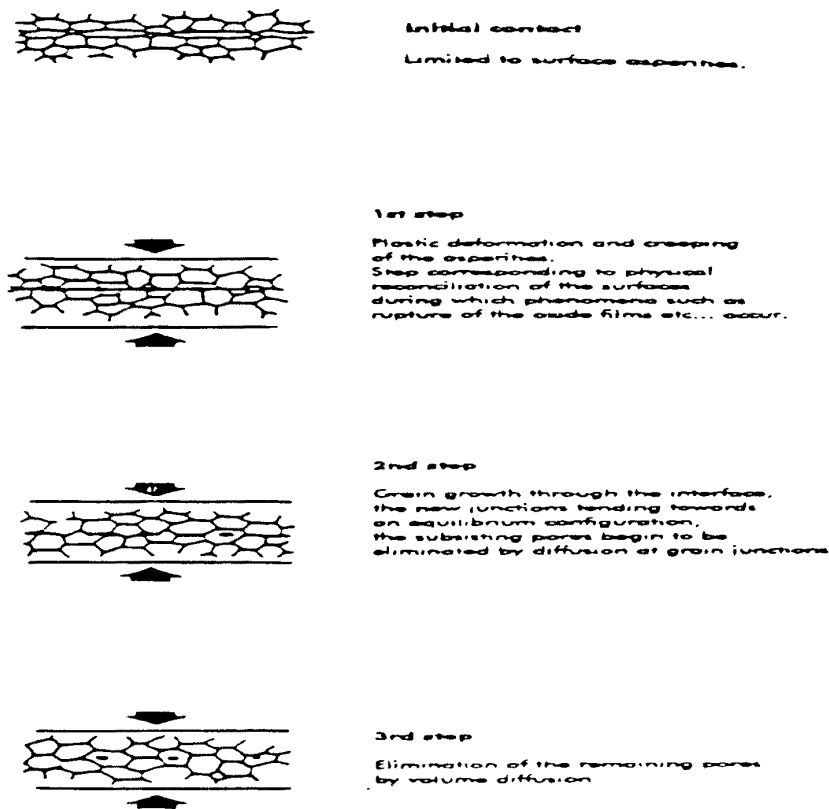 Initial contact
Limited to surface asperities.
1st step
Plastic deformation and creeping
of the asperities.
Step corresponding to physical
reconciliation of the surfaces
during which phenomena such as
rupture of the oxide films etc... occur.
2nd step
Grain growth through the interface,
the new junctions tending towards
an equilibrium configuration,
the subsisting pores begin to be
eliminated by diffusion at grain junctions
3rd step
Elimination of the remaining pores
by volume diffusion